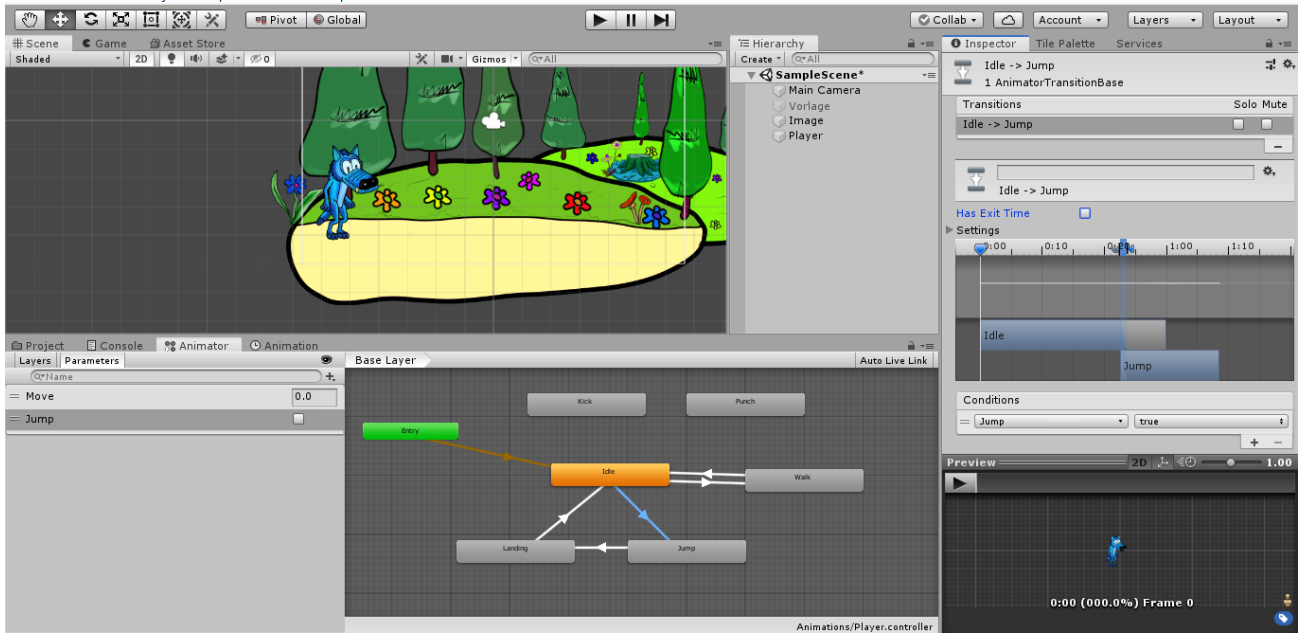 Pivot Global Collab Account Layers Layout
Scene Game Asset Store
Shaded 2D 0 Gizmos All
Hierarchy
Create All
SampleScene*
Main Camera
Vorlage
Image
Player
Inspector Tile Palette Services
Idle -> Jump
1 AnimatorTransitionBase
Transitions Solo Mute
Idle -> Jump
Idle -> Jump
Has Exit Time
Settings
0:00 0:10 0:20 1:00 1:10
Idle
Jump
Conditions
Jump true
Preview 2D 1.00
0:00 (000.0%) Frame 0
Project Console Animator Animation
Layers Parameters Base Layer Auto Live Link
Name
Move 0.0
Jump
Kick Punch
Entry
Idle
Walk
Landing Jump
Animations/Player.controller